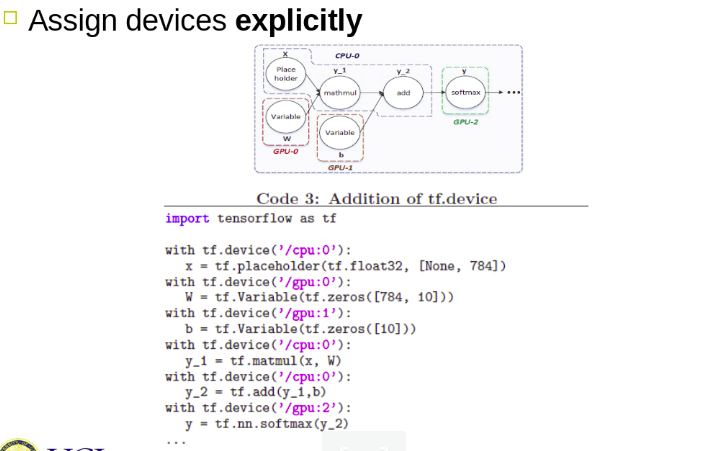 Assign devices explicitly
X
CPU-0
Place
holder
y_1
y_2
y
mathmul
add
softmax
...
Variable
W
GPU-0
Variable
b
GPU-1
GPU-2
Code 3: Addition of tf.device
import tensorflow as tf
with tf.device('/cpu:0'):
x = tf.placeholder(tf.float32, [None, 784])
with tf.device('/gpu:0'):
W = tf.Variable(tf.zeros([784, 10]))
with tf.device('/gpu:1'):
b = tf.Variable(tf.zeros([10]))
with tf.device('/cpu:0'):
y_1 = tf.matmul(x, W)
with tf.device('/cpu:0'):
y_2 = tf.add(y_1,b)
with tf.device('/gpu:2'):
y = tf.nn.softmax(y_2)
...